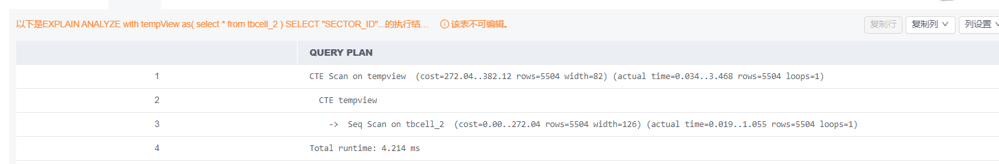 以下是EXPLAIN ANALYZE with tempView as( select * from tbcell_2 ) SELECT "SECTOR_ID"...的执行结... 该表不可编辑。 复制行 复制列 列设置
QUERY PLAN
1 CTE Scan on tempview (cost=272.04..382.12 rows=5504 width=82) (actual time=0.034..3.468 rows=5504 loops=1)
2 CTE tempview
3 -> Seq Scan on tbcell_2 (cost=0.00..272.04 rows=5504 width=126) (actual time=0.019..1.055 rows=5504 loops=1)
4 Total runtime: 4.214 ms